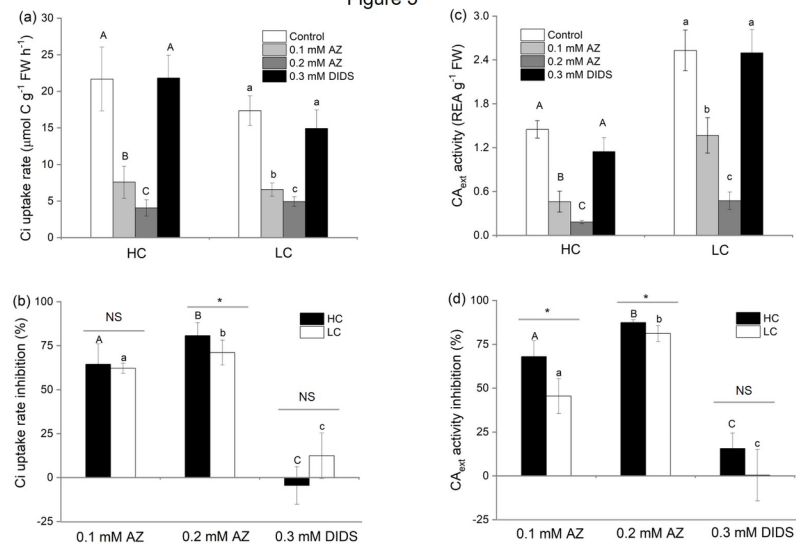 Figure 5
(a)
30
25
20
15
10
5
0
Ci uptake rate (μmol C g⁻¹ FW h⁻¹)
Control
0.1 mM AZ
0.2 mM AZ
0.3 mM DIDS
A
B
C
A
a
b
c
a
HC
LC
(c)
3.0
2.4
1.8
1.2
0.6
0.0
CAext activity (REA g⁻¹ FW)
Control
0.1 mM AZ
0.2 mM AZ
0.3 mM DIDS
A
B
C
A
a
b
c
a
HC
LC
(b)
100
75
50
25
0
-25
Ci uptake rate inhibition (%)
NS
*
NS
HC
LC
A
a
B
b
C
c
0.1 mM AZ
0.2 mM AZ
0.3 mM DIDS
(d)
100
75
50
25
0
-25
CAext activity inhibition (%)
*
*
NS
HC
LC
A
a
B
b
C
c
0.1 mM AZ
0.2 mM AZ
0.3 mM DIDS